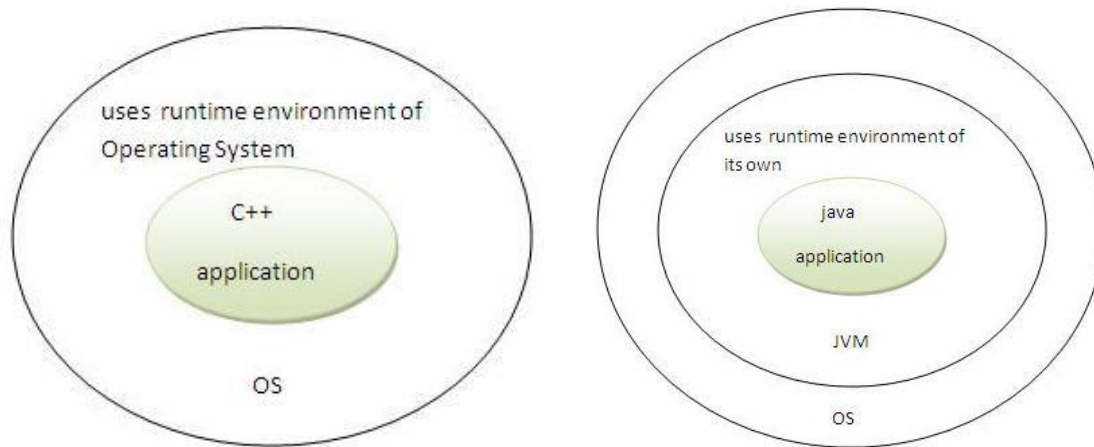 uses runtime environment of
Operating System
C++
application
OS
uses runtime environment of
its own
java
application
JVM
OS